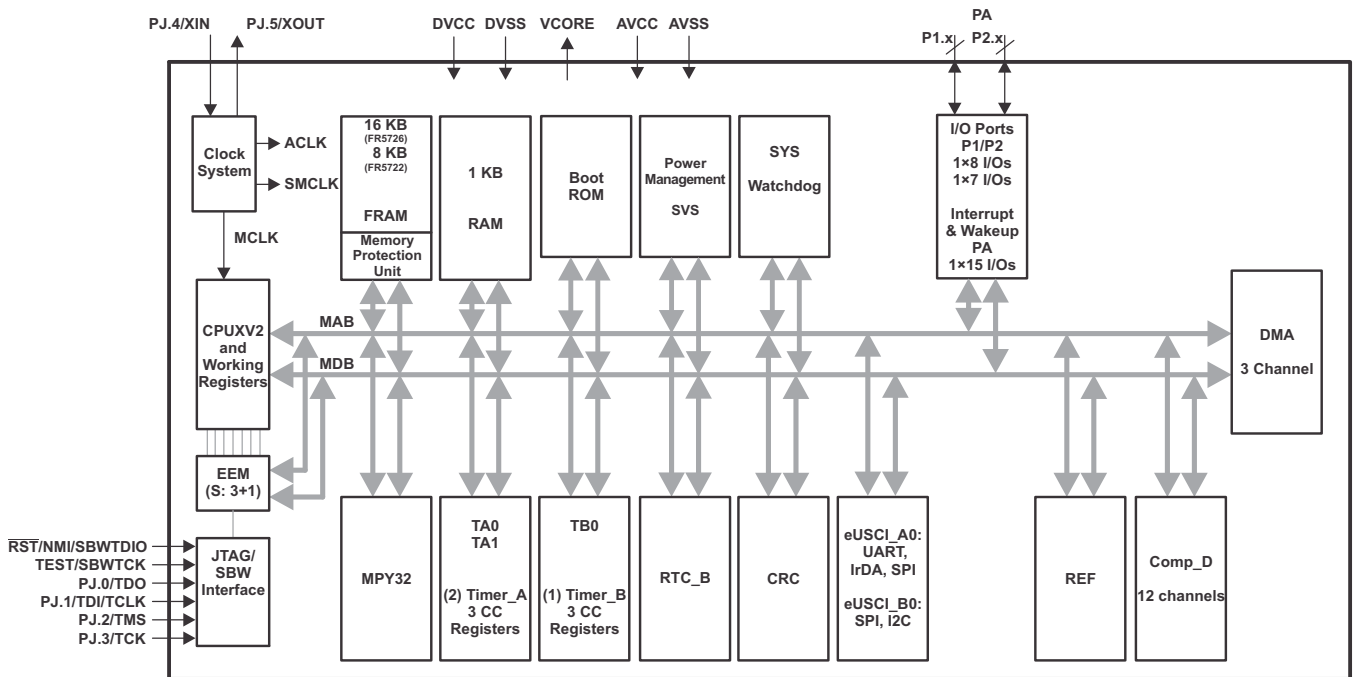 PJ.4/XIN
PJ.5/XOUT
DVCC
DVSS
VCORE
AVCC
AVSS
PA
P1.x
P2.x
Clock
System
ACLK
SMCLK
MCLK
16 KB
(FR5726)
8 KB
(FR5722)
FRAM
Memory
Protection
Unit
1 KB
RAM
Boot
ROM
Power
Management
SVS
SYS
Watchdog
I/O Ports
P1/P2
1×8 I/Os
1×7 I/Os
Interrupt
& Wakeup
PA
1×15 I/Os
CPUXV2
and
Working
Registers
MAB
MDB
DMA
3 Channel
EEM
(S: 3+1)
RST/NMI/SBWTDIO
TEST/SBWTCK
PJ.0/TDO
PJ.1/TDI/TCLK
PJ.2/TMS
PJ.3/TCK
JTAG/
SBW
Interface
MPY32
TA0
TA1
(2) Timer_A
3 CC
Registers
TB0
(1) Timer_B
3 CC
Registers
RTC_B
CRC
eUSCI_A0:
UART,
IrDA, SPI
eUSCI_B0:
SPI, I2C
REF
Comp_D
12 channels